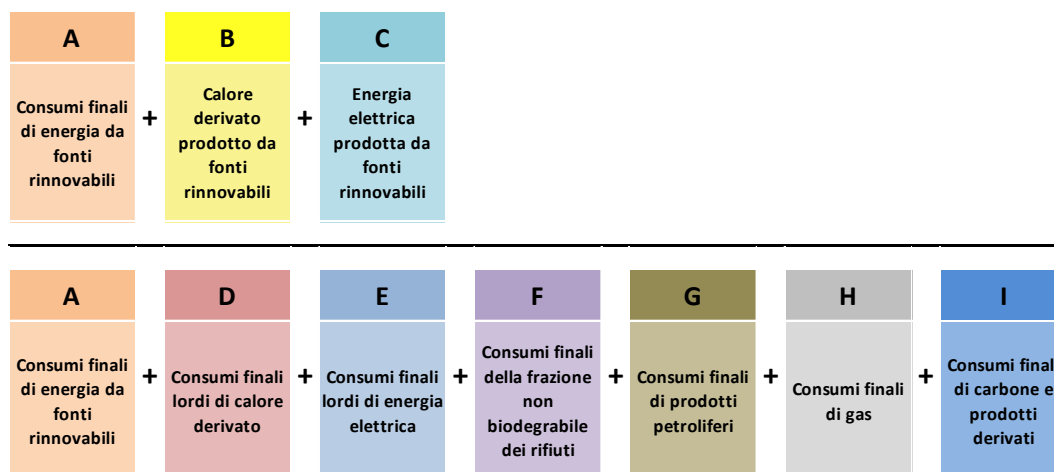 A
B
C
Consumi finali
di energia da
fonti
rinnovabili
+
Calore
derivato
prodotto da
fonti
rinnovabili
+
Energia
elettrica
prodotta da
fonti
rinnovabili
A
D
E
F
G
H
I
Consumi finali
di energia da
fonti
rinnovabili
+
Consumi finali
lordi di calore
derivato
+
Consumi finali
lordi di energia
elettrica
+
Consumi finali
della frazione
non
biodegrabile
dei rifiuti
+
Consumi finali
di prodotti
petroliferi
+
Consumi finali
di gas
+
Consumi finali
di carbone e
prodotti
derivati